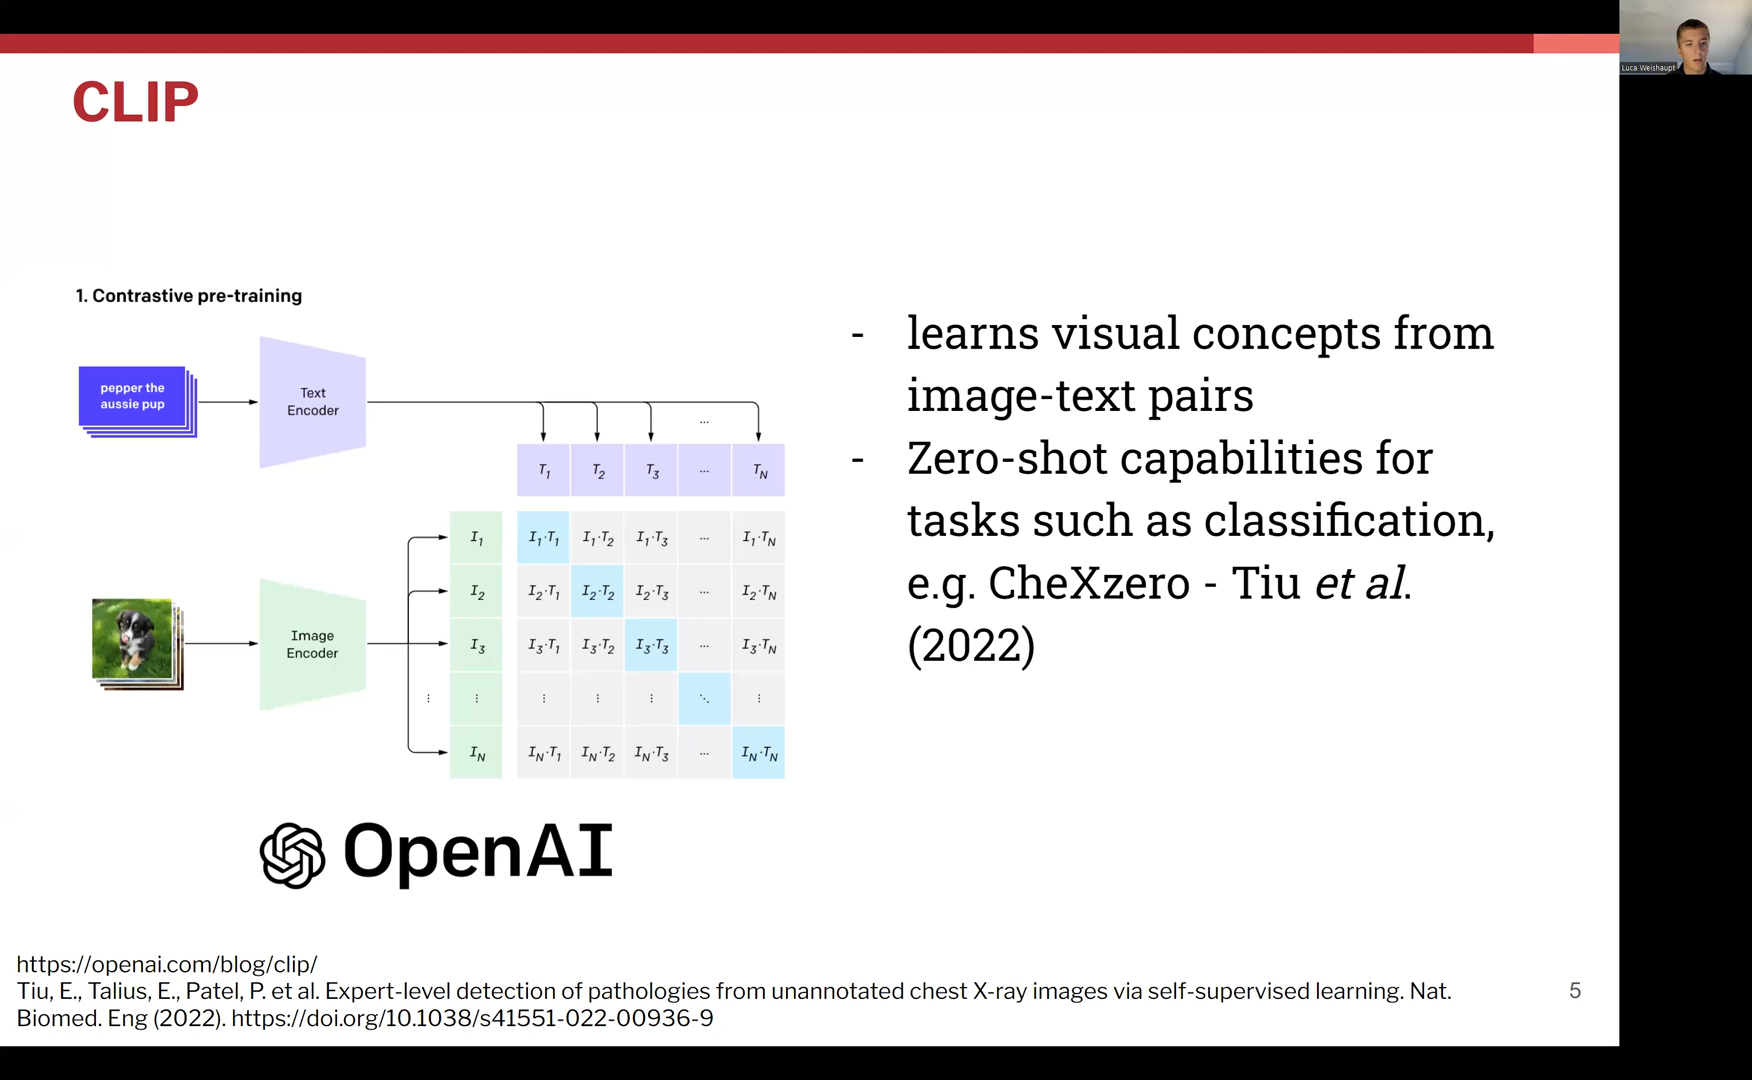 Luca Weishaupt
CLIP
1. Contrastive pre-training
pepper the
aussie pup
Text
Encoder
...
T1 T2 T3 ... TN
Image
Encoder
I1 I1·T1 I1·T2 I1·T3 ... I1·TN
I2 I2·T1 I2·T2 I2·T3 ... I2·TN
I3 I3·T1 I3·T2 I3·T3 ... I3·TN
⋮ ⋮ ⋮ ⋮ ⋮ ⋱ ⋮
IN IN·T1 IN·T2 IN·T3 ... IN·TN
OpenAI
- learns visual concepts from
image-text pairs
- Zero-shot capabilities for
tasks such as classification,
e.g. CheXzero - Tiu et al.
(2022)
https://openai.com/blog/clip/
Tiu, E., Talius, E., Patel, P. et al. Expert-level detection of pathologies from unannotated chest X-ray images via self-supervised learning. Nat.
Biomed. Eng (2022). https://doi.org/10.1038/s41551-022-00936-9
5